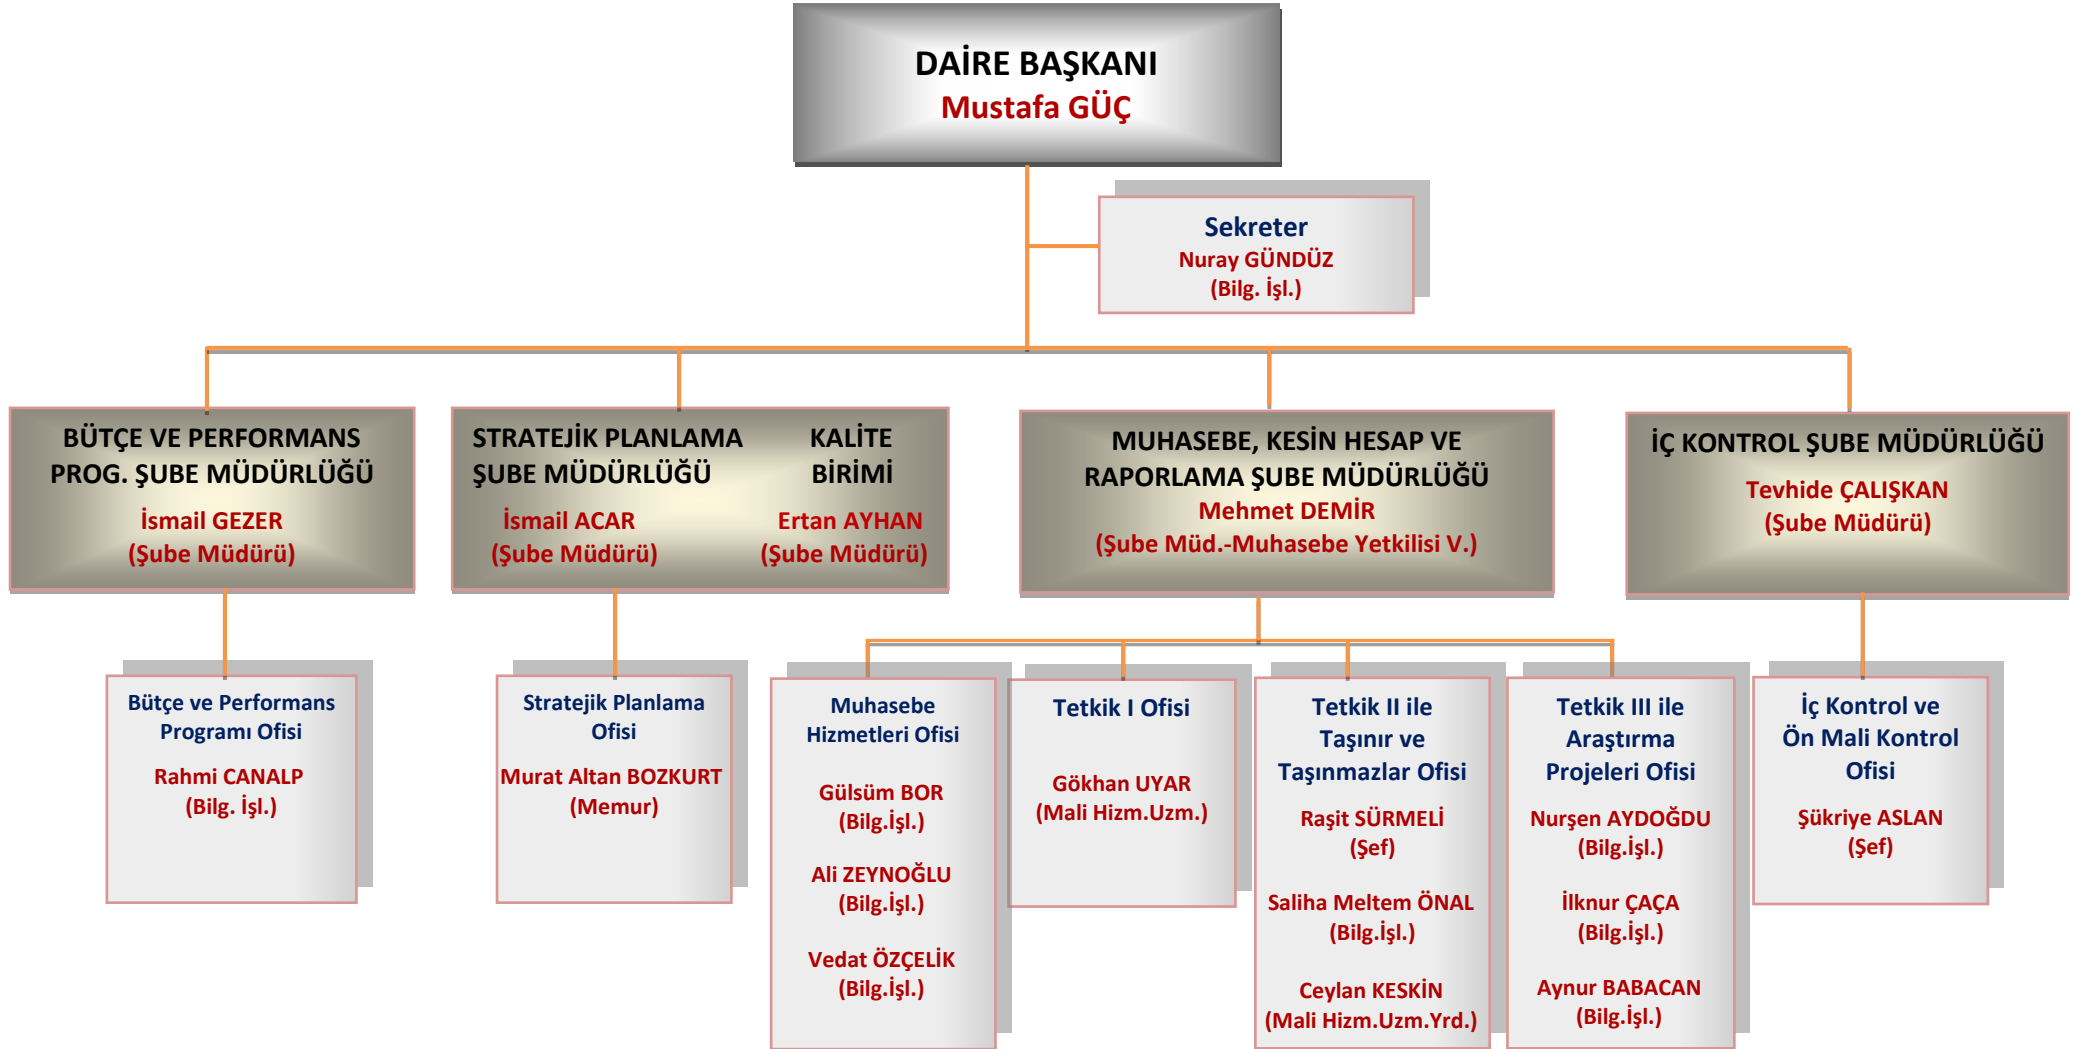 DAİRE BAŞKANI
Mustafa GÜÇ
Sekreter
Nuray GÜNDÜZ
(Bilg. İşl.)
BÜTÇE VE PERFORMANS
PROG. ŞUBE MÜDÜRLÜĞÜ
İsmail GEZER
(Şube Müdürü)
STRATEJİK PLANLAMA
ŞUBE MÜDÜRLÜĞÜ
İsmail ACAR
(Şube Müdürü)
KALİTE
BİRİMİ
Ertan AYHAN
(Şube Müdürü)
MUHASEBE, KESİN HESAP VE
RAPORLAMA ŞUBE MÜDÜRLÜĞÜ
Mehmet DEMİR
(Şube Müd.-Muhasebe Yetkilisi V.)
İÇ KONTROL ŞUBE MÜDÜRLÜĞÜ
Tevhide ÇALIŞKAN
(Şube Müdürü)
Bütçe ve Performans
Programı Ofisi
Rahmi CANALP
(Bilg. İşl.)
Stratejik Planlama
Ofisi
Murat Altan BOZKURT
(Memur)
Muhasebe
Hizmetleri Ofisi
Gülsüm BOR
(Bilg.İşl.)
Ali ZEYNOĞLU
(Bilg.İşl.)
Vedat ÖZÇELİK
(Bilg.İşl.)
Tetkik I Ofisi
Gökhan UYAR
(Mali Hizm.Uzm.)
Tetkik II ile
Taşınır ve
Taşınmazlar Ofisi
Raşit SÜRMELİ
(Şef)
Saliha Meltem ÖNAL
(Bilg.İşl.)
Ceylan KESKİN
(Mali Hizm.Uzm.Yrd.)
Tetkik III ile
Araştırma
Projeleri Ofisi
Nurşen AYDOĞDU
(Bilg.İşl.)
İlknur ÇAÇA
(Bilg.İşl.)
Aynur BABACAN
(Bilg.İşl.)
İç Kontrol ve
Ön Mali Kontrol
Ofisi
Şükriye ASLAN
(Şef)